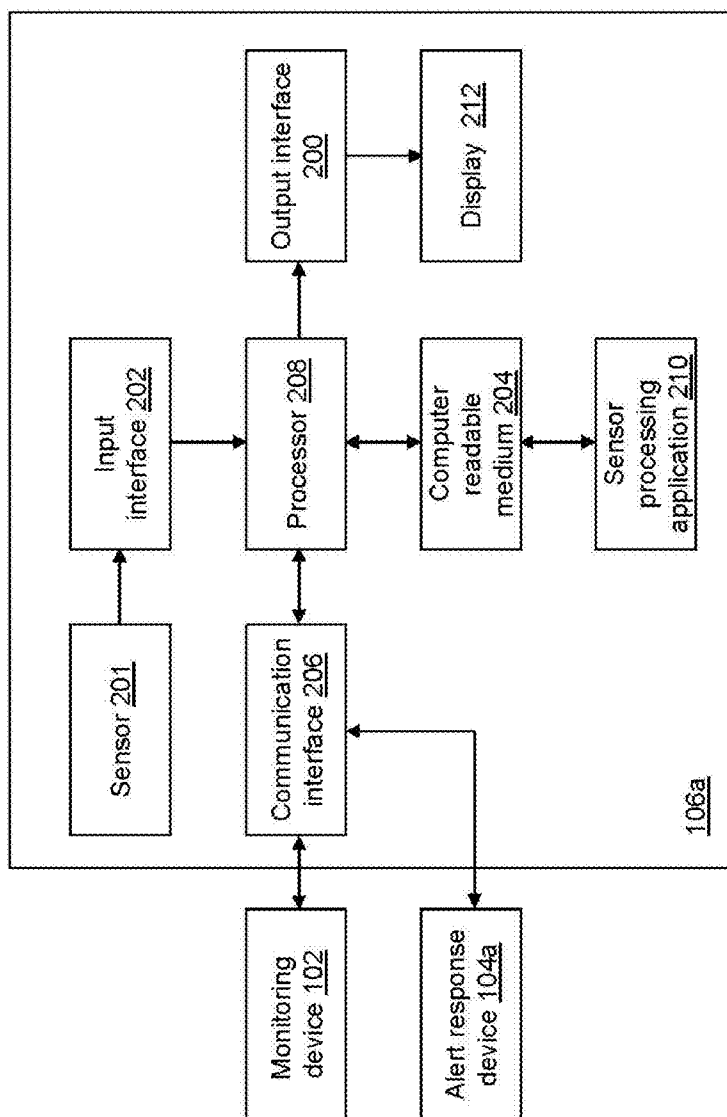 Sensor 201
Input
interface 202
Monitoring
device 102
Communication
interface 206
Processor 208
Output interface
200
Alert response
device 104a
Computer
readable
medium 204
Display 212
Sensor
processing
application 210
106a